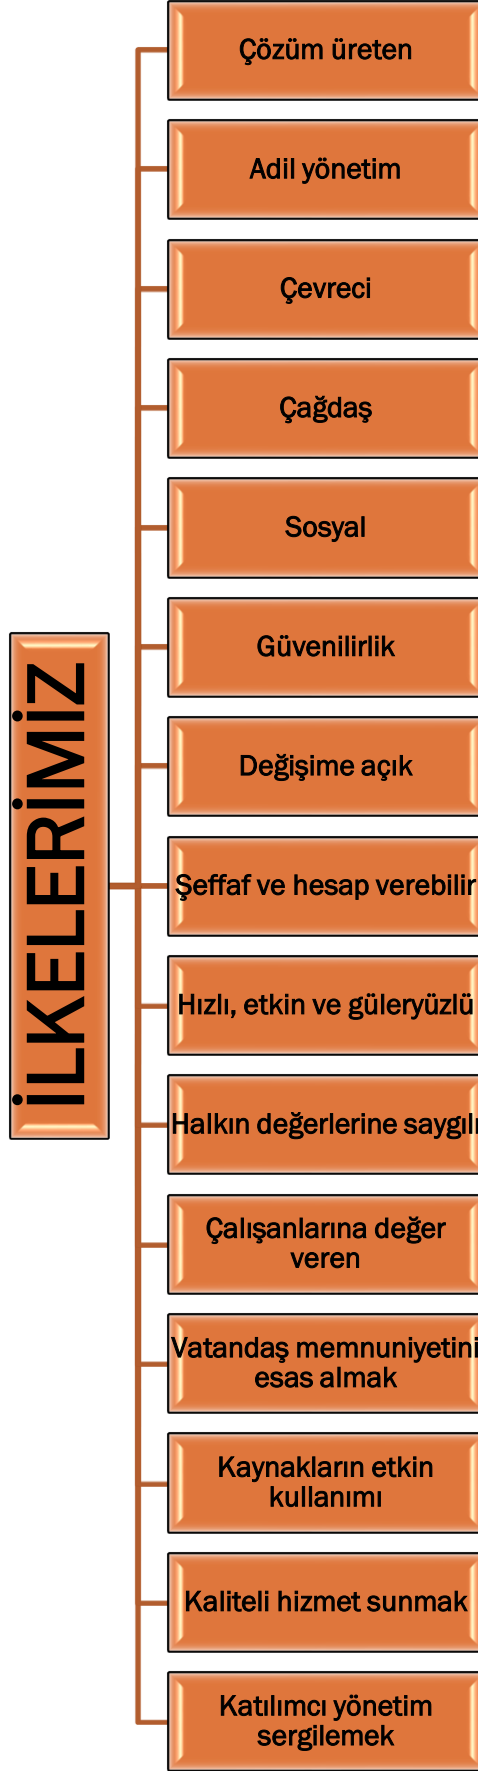 İLKELERİMİZ
Çözüm üreten
Adil yönetim
Çevreci
Çağdaş
Sosyal
Güvenilirlik
Değişime açık
Şeffaf ve hesap verebilir
Hızlı, etkin ve güleryüzlü
Halkın değerlerine saygılı
Çalışanlarına değer
veren
Vatandaş memnuniyetini
esas almak
Kaynakların etkin
kullanımı
Kaliteli hizmet sunmak
Katılımcı yönetim
sergilemek